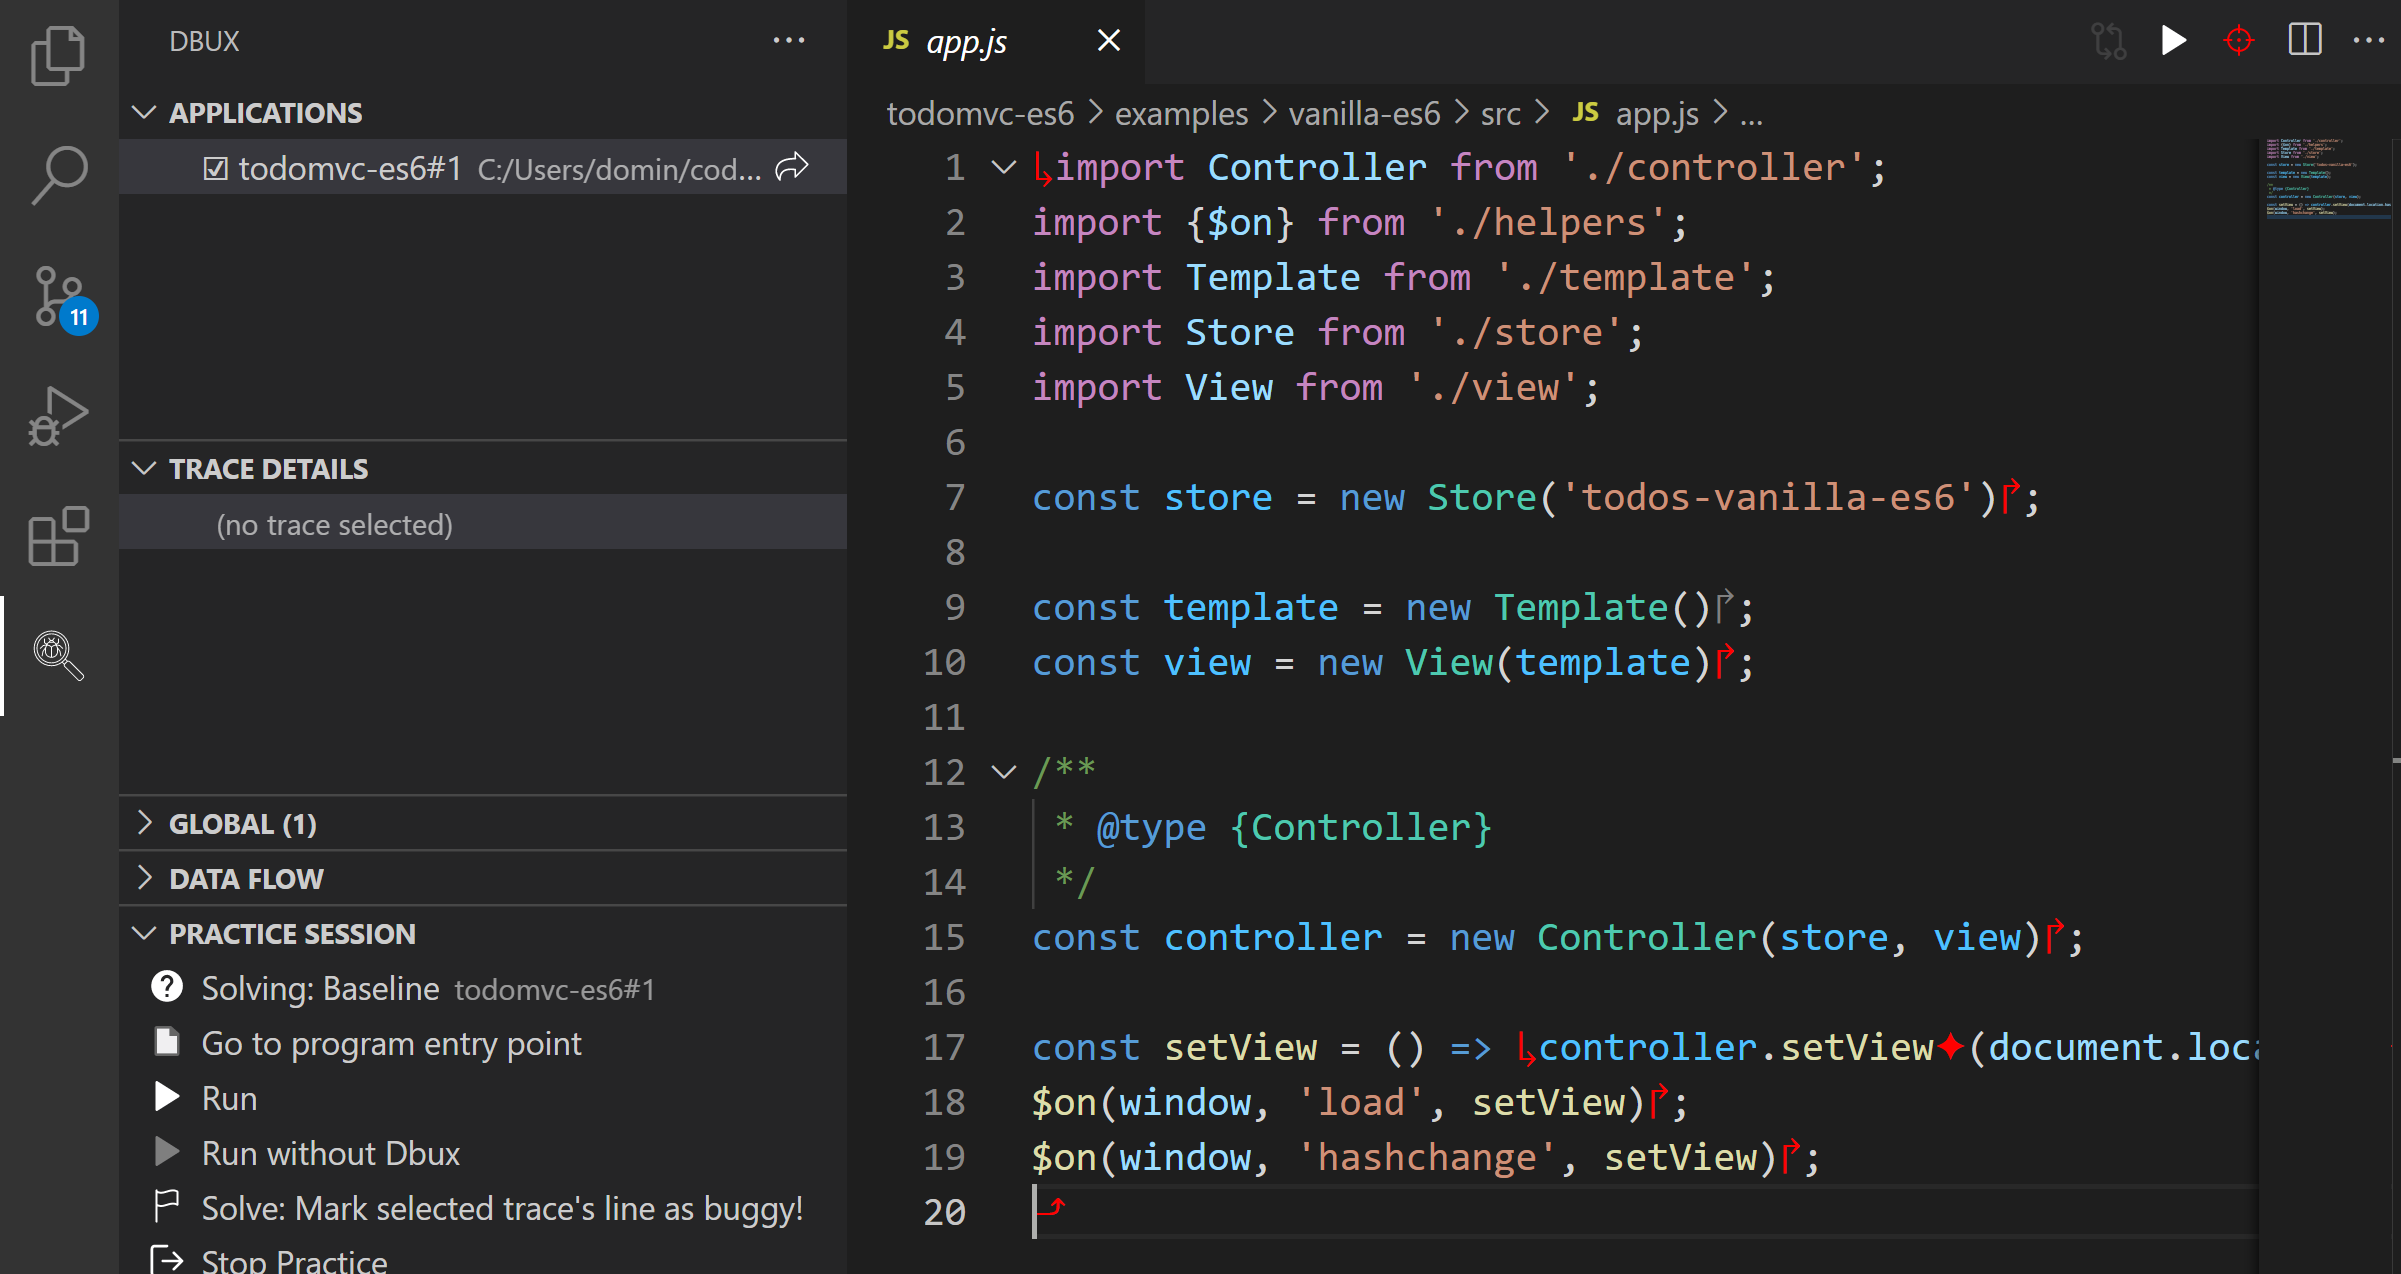 11
DBUX
APPLICATIONS
todomvc-es6#1 C:/Users/domin/cod...
TRACE DETAILS
(no trace selected)
GLOBAL (1)
DATA FLOW
PRACTICE SESSION
Solving: Baseline todomvc-es6#1
Go to program entry point
Run
Run without Dbux
Solve: Mark selected trace's line as buggy!
Stop Practice
JS app.js
todomvc-es6 > examples > vanilla-es6 > src > JS app.js > ...
1 import Controller from './controller';
2 import {$on} from './helpers';
3 import Template from './template';
4 import Store from './store';
5 import View from './view';
6
7 const store = new Store('todos-vanilla-es6');
8
9 const template = new Template();
10 const view = new View(template);
11
12 /**
13 * @type {Controller}
14 */
15 const controller = new Controller(store, view);
16
17 const setView = () => controller.setView(document.loca
18 $on(window, 'load', setView);
19 $on(window, 'hashchange', setView);
20